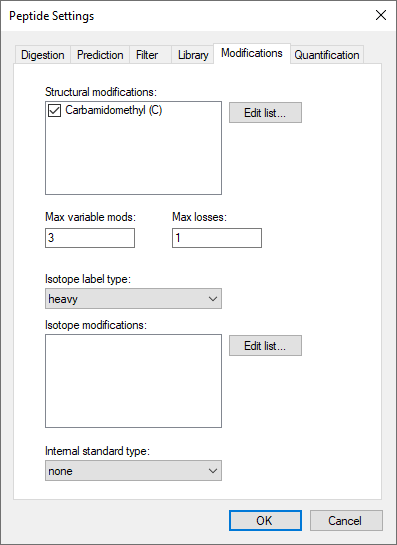 Peptide Settings
Digestion Prediction Filter Library Modifications Quantification
Structural modifications:
Carbamidomethyl (C)
Edit list...
Max variable mods: Max losses:
3 1
Isotope label type:
heavy
Isotope modifications:
Edit list...
Internal standard type:
none
OK Cancel